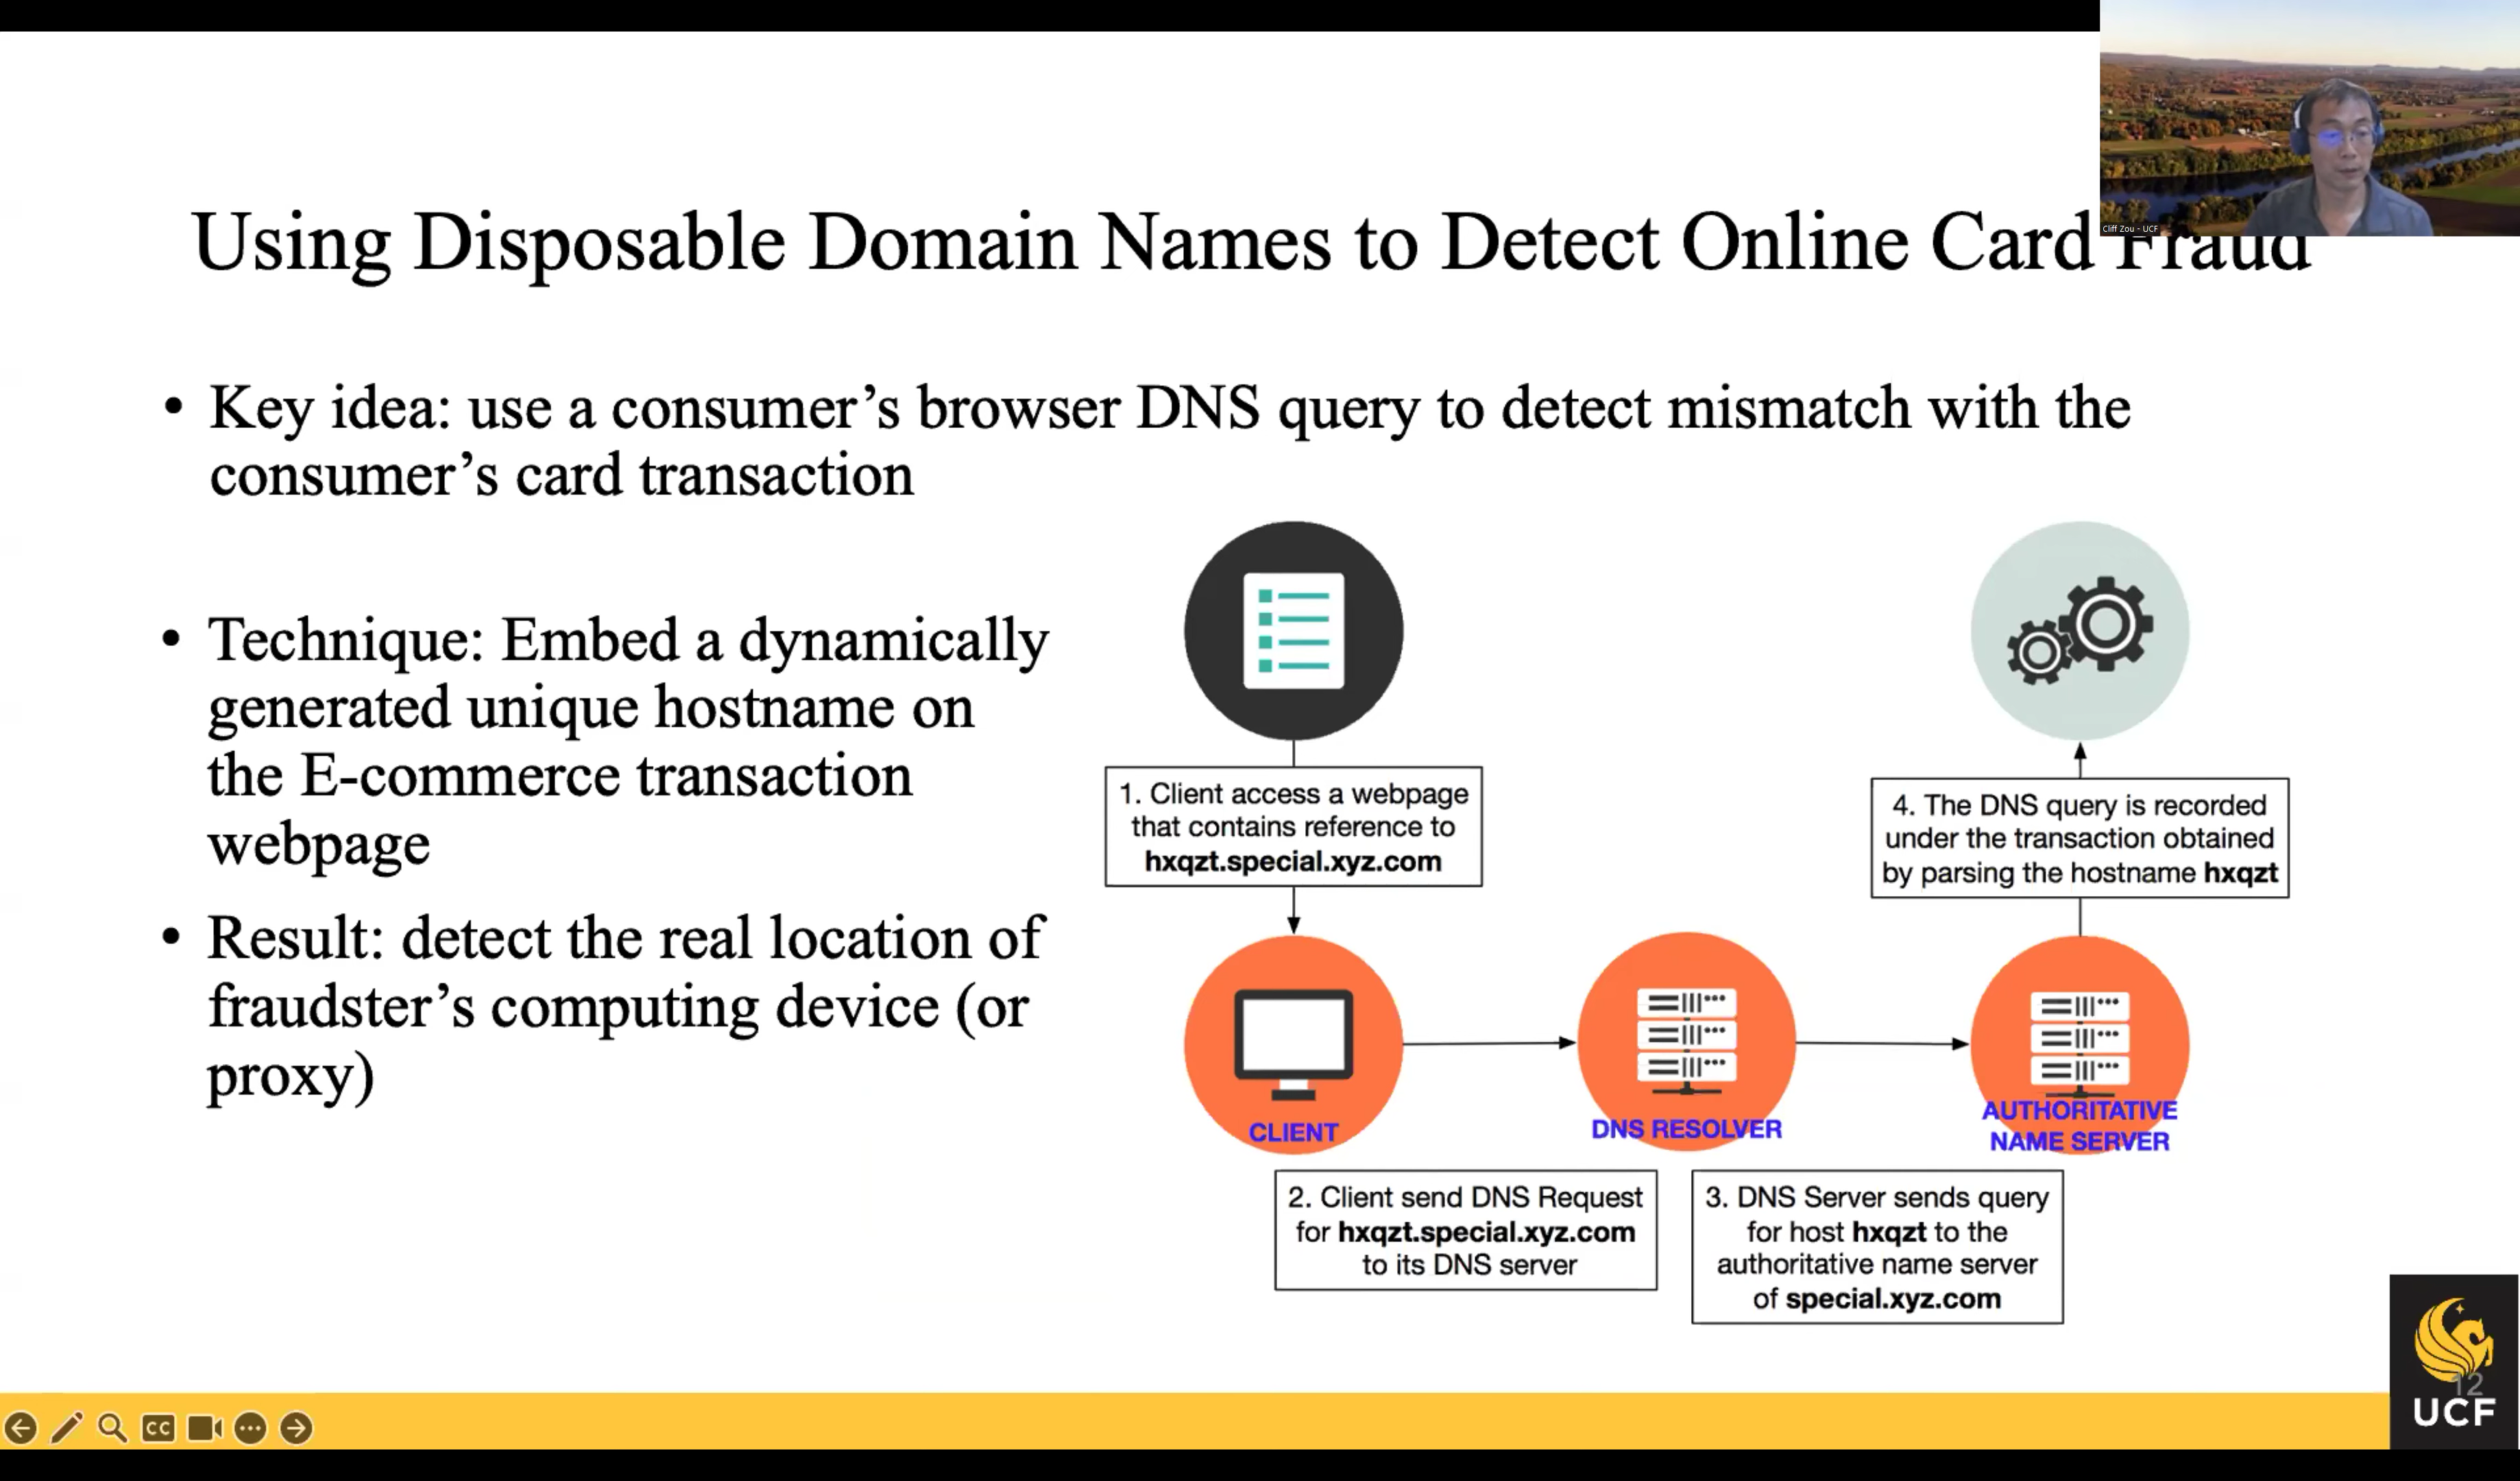 Cliff Zou - UCF
Using Disposable Domain Names to Detect Online Card Fraud
• Key idea: use a consumer’s browser DNS query to detect mismatch with the
consumer’s card transaction
• Technique: Embed a dynamically
generated unique hostname on
the E-commerce transaction
webpage
• Result: detect the real location of
fraudster’s computing device (or
proxy)
1. Client access a webpage
that contains reference to
hxqzt.special.xyz.com
4. The DNS query is recorded
under the transaction obtained
by parsing the hostname hxqzt
CLIENT
DNS RESOLVER
AUTHORITATIVE
NAME SERVER
2. Client send DNS Request
for hxqzt.special.xyz.com
to its DNS server
3. DNS Server sends query
for host hxqzt to the
authoritative name server
of special.xyz.com
12
UCF
CC